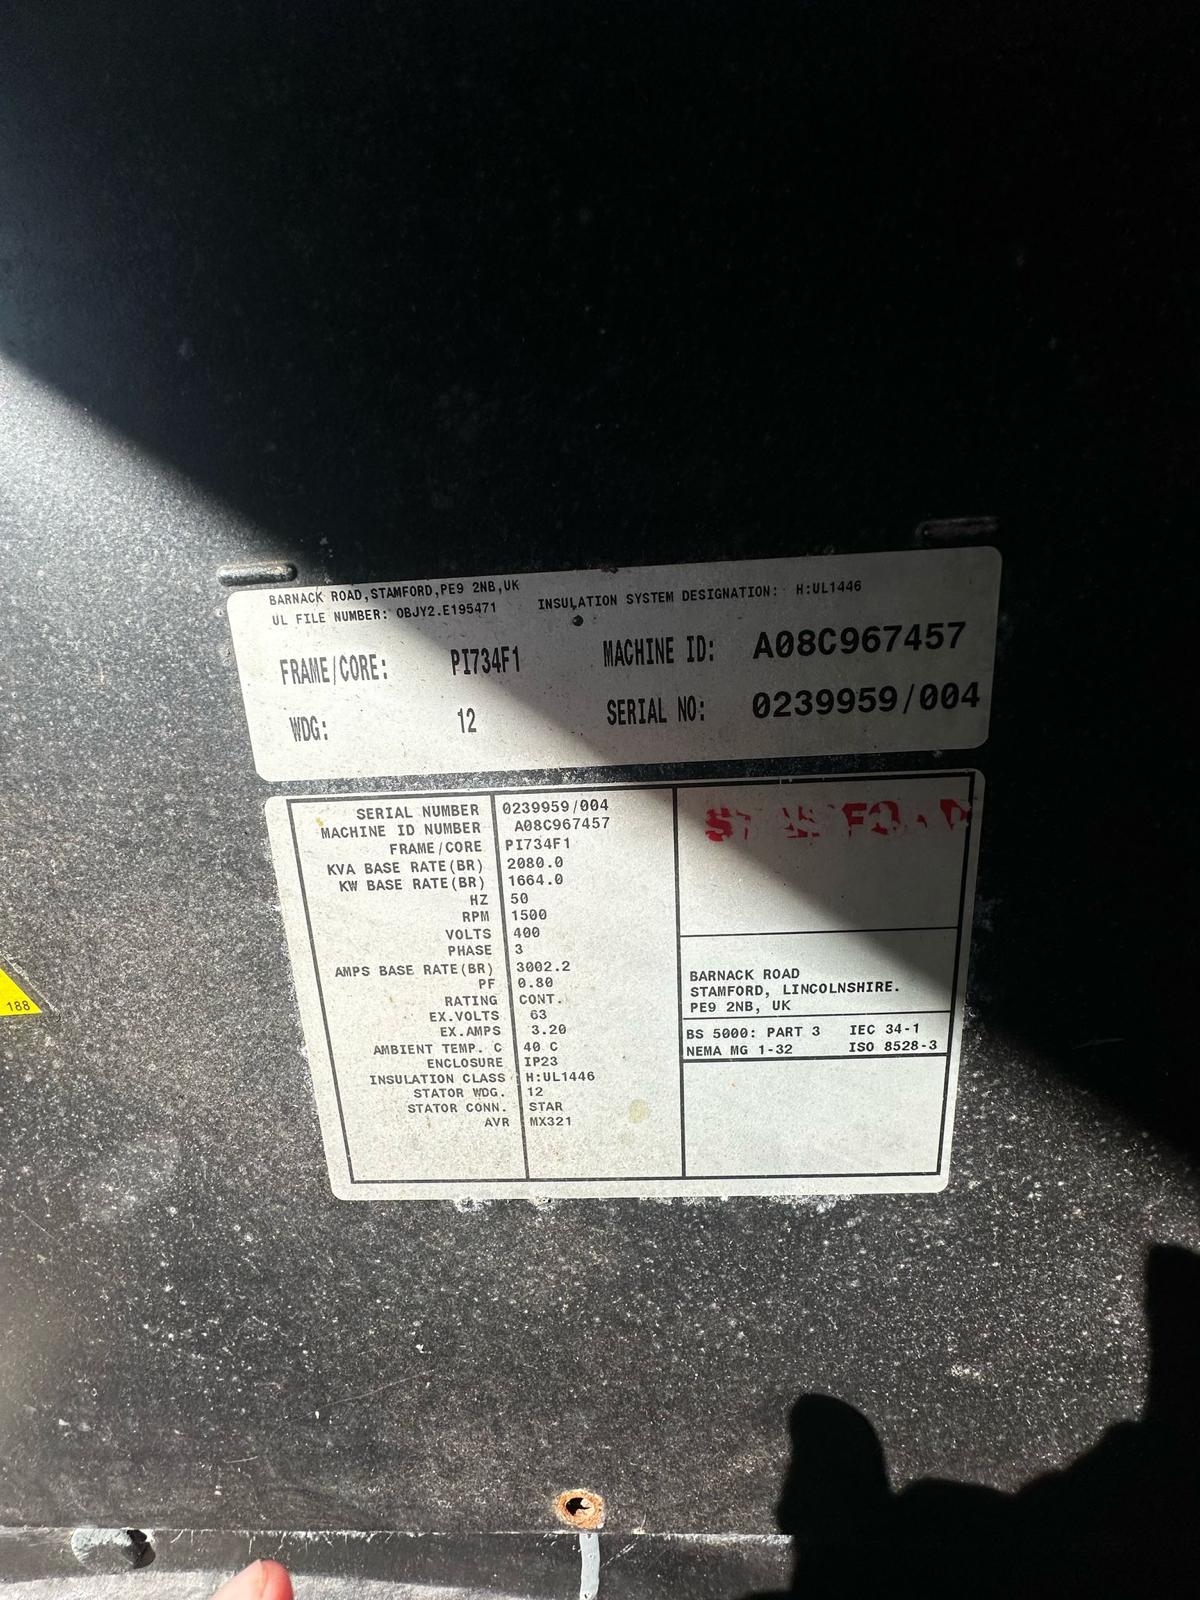 BARNACK ROAD,STAMFORD,PE9 2NB,UK
UL FILE NUMBER: OBJY2.E195471 INSULATION SYSTEM DESIGNATION: H:UL1446
FRAME/CORE: PI734F1 MACHINE ID: A08C967457
WDG: 12 SERIAL NO: 0239959/004
SERIAL NUMBER 0239959/004
MACHINE ID NUMBER A08C967457
FRAME/CORE PI734F1
KVA BASE RATE(BR) 2080.0
KW BASE RATE(BR) 1664.0
HZ 50
RPM 1500
VOLTS 400
PHASE 3
AMPS BASE RATE(BR) 3002.2
PF 0.80
RATING CONT.
EX.VOLTS 63
EX.AMPS 3.20
AMBIENT TEMP. C 40 C
ENCLOSURE IP23
INSULATION CLASS H:UL1446
STATOR WDG. 12
STATOR CONN. STAR
AVR MX321
STAMFORD
BARNACK ROAD
STAMFORD, LINCOLNSHIRE.
PE9 2NB, UK
BS 5000: PART 3 IEC 34-1
NEMA MG 1-32 ISO 8528-3
188